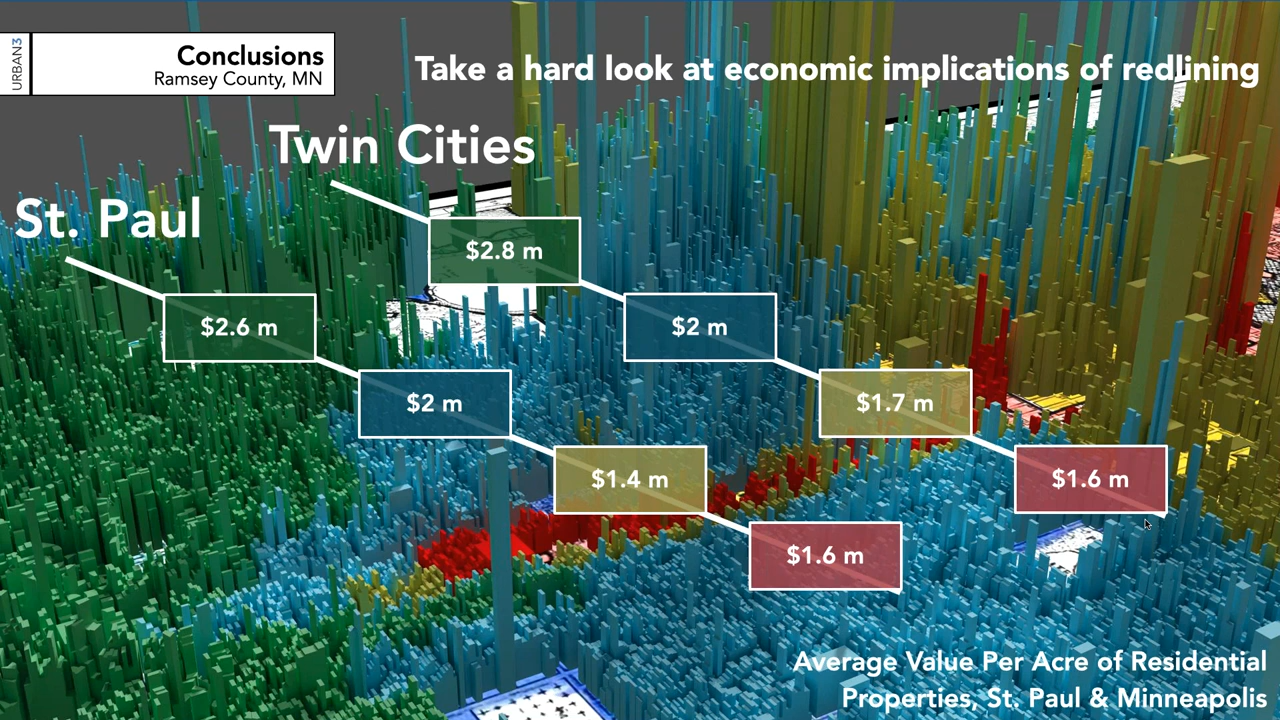 URBAN3
Conclusions
Ramsey County, MN
Take a hard look at economic implications of redlining
Twin Cities
St. Paul
$2.8 m
$2.6 m
$2 m
$2 m
$1.7 m
$1.4 m
$1.6 m
$1.6 m
Average Value Per Acre of Residential
Properties, St. Paul & Minneapolis